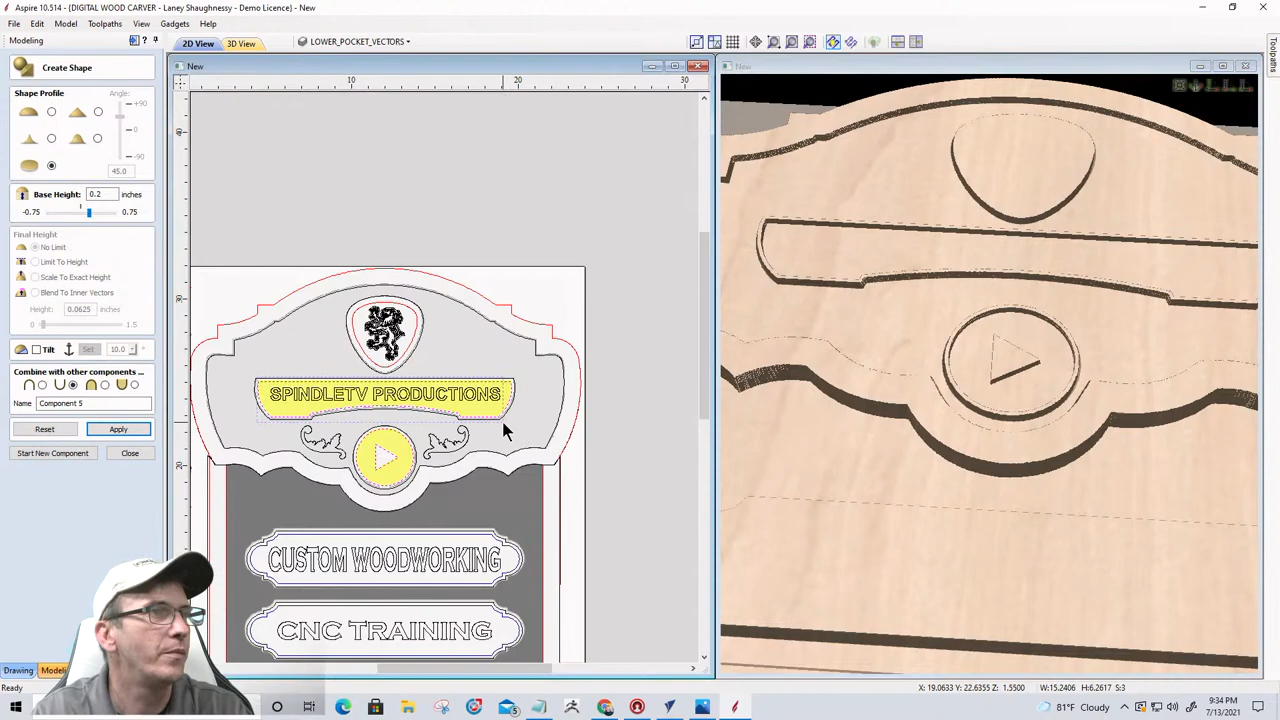 Aspire 10.514 - {DIGITAL WOOD CARVER - Laney Shaughnessy - Demo Licence} - New
File Edit Model Toolpaths View Gadgets Help
Modeling
2D View 3D View LOWER_POCKET_VECTORS
Create Shape
New
New
Toolpaths
10 20 30
Shape Profile
Angle:
+90
0
-90
45.0
Base Height: 0.2 inches
-0.75 0.75
Final Height
No Limit
Limit To Height
Scale To Exact Height
Blend To Inner Vectors
Height: 0.0625 inches
0 1.5
Tilt Set 10.0
Combine with other components ...
Name Component 5
Reset Apply
Start New Component Close
SPINDLETV PRODUCTIONS
CUSTOM WOODWORKING
CNC TRAINING
Drawing Modeli
Ready
X: 19.0633 Y: 22.6355 Z: 1.5500 W:15.2406 H:6.2617 S:3
81°F Cloudy
9:34 PM
7/13/2021